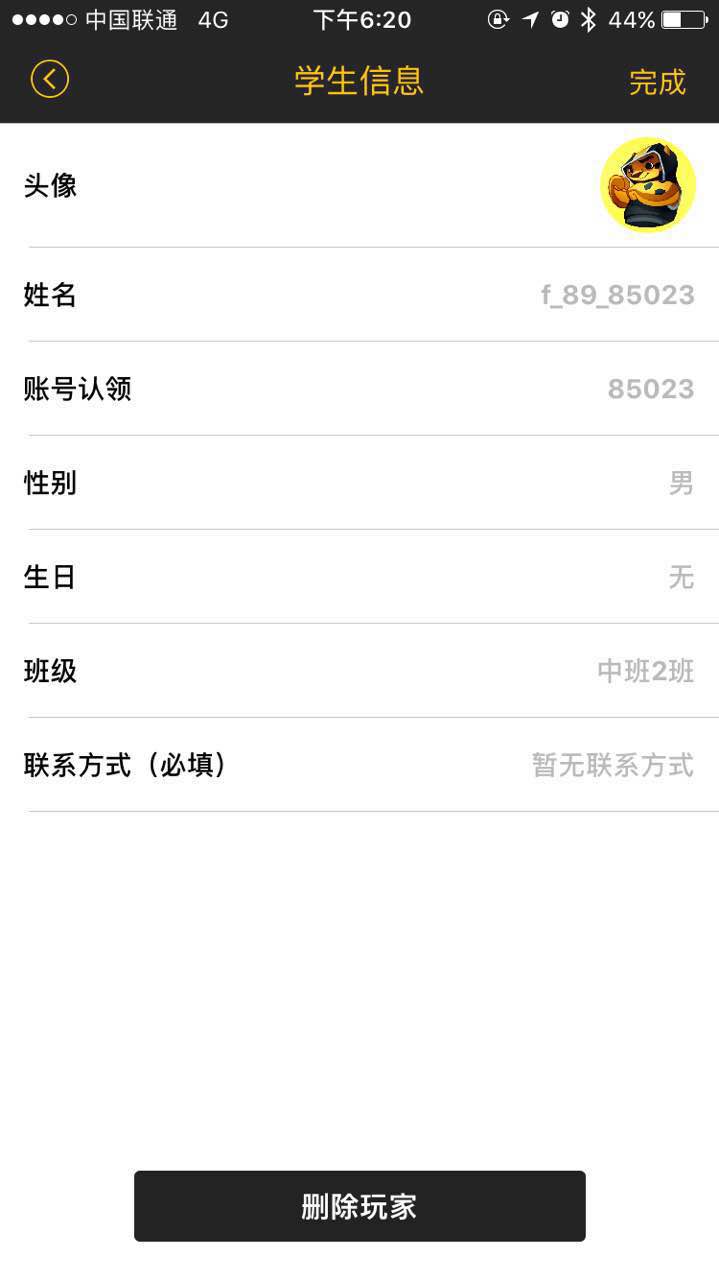 中国联通 4G 下午6:20 44%
学生信息 完成
头像
姓名 f_89_85023
账号认领 85023
性别 男
生日 无
班级 中班2班
联系方式（必填） 暂无联系方式
删除玩家